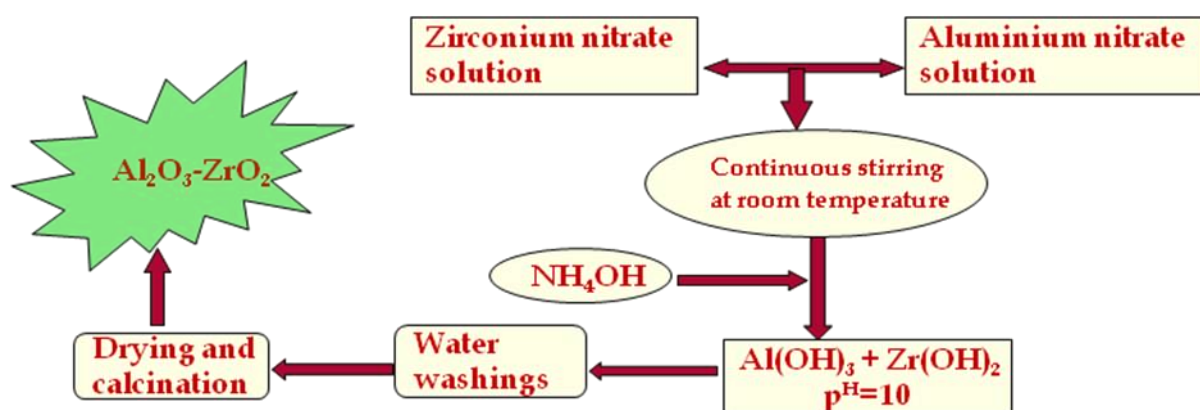 Zirconium nitrate
solution
Aluminium nitrate
solution
Continuous stirring
at room temperature
NH₄OH
Al(OH)₃ + Zr(OH)₂
pᴴ=10
Water
washings
Drying and
calcination
Al₂O₃-ZrO₂